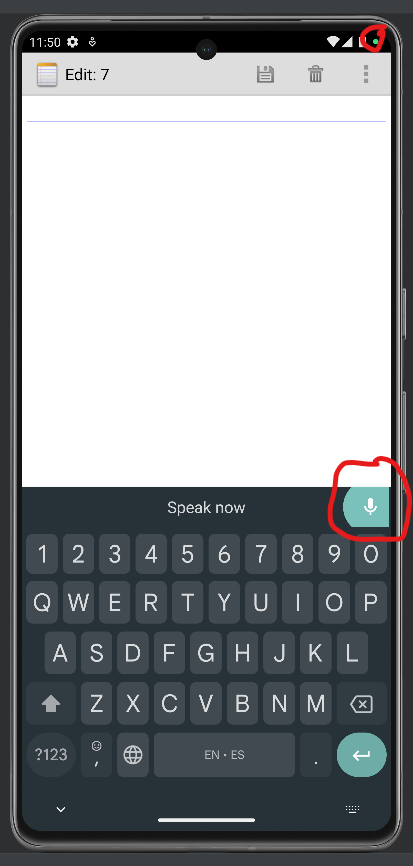 11:50
Edit: 7
Speak now
1 2 3 4 5 6 7 8 9 0
Q W E R T Y U I O P
A S D F G H J K L
Z X C V B N M
?123 , EN • ES .